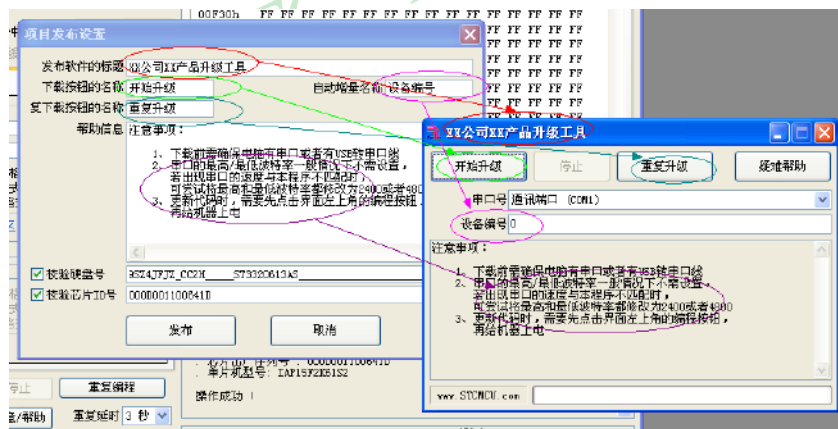 00F30h FF FF FF FF FF FF FF FF FF FF FF FF FF FF FF FF
项目发布设置
发布软件的标题 XX公司XX产品升级工具
下载按钮的名称 开始升级
自动增量名称 设备编号
复下载按钮的名称 重复升级
帮助信息 注意事项:
1、下载前需确保电脑有串口或者有USB转串口线
2、串口的最高/最低波特率一般情况下不需设置,
若出现串口的速度与本程序不匹配时,
可尝试将最高和最低波特率都修改为2400或者480
3、更新代码时,需要先点击界面左上角的编程按钮,
再给机器上电
校验硬盘号
校验芯片ID号 0D0D001100641D
发布
取消
XX公司XX产品升级工具
开始升级
停止
重复升级
疑难帮助
串口号 通讯端口 (COM1)
设备编号 0
注意事项:
1、下载前需确保电脑有串口或者有USB转串口线
2、串口的最高/最低波特率一般情况下不需设置,
若出现串口的速度与本程序不匹配时,
可尝试将最高和最低波特率都修改为2400或者4800
3、更新代码时,需要先点击界面左上角的编程按钮,
再给机器上电
www.STCMCU.com
单片机型号: IAP15F2K61S2
操作成功 !
停止
重复编程
/帮助
重复延时 3 秒